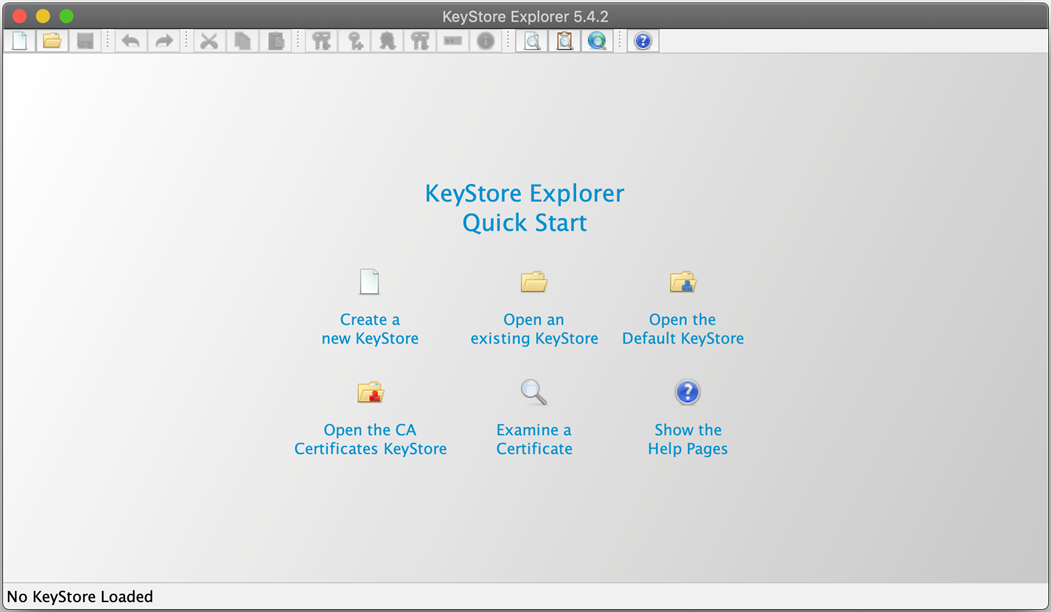 KeyStore Explorer 5.4.2
KeyStore Explorer
Quick Start
Create a
new KeyStore
Open an
existing KeyStore
Open the
Default KeyStore
Open the CA
Certificates KeyStore
Examine a
Certificate
Show the
Help Pages
No KeyStore Loaded